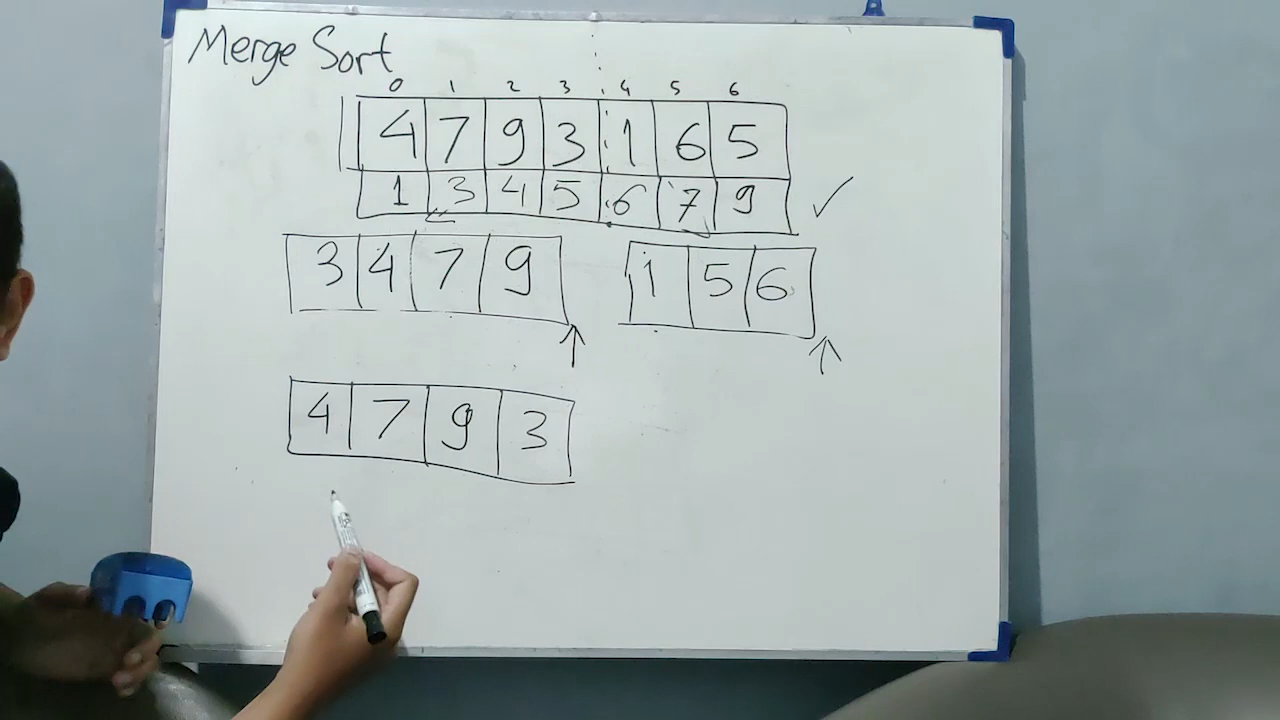 Merge Sort
0 1 2 3 4 5 6
4 7 9 3 1 6 5
1 3 4 5 6 7 9
3 4 7 9 1 5 6
4 7 9 3